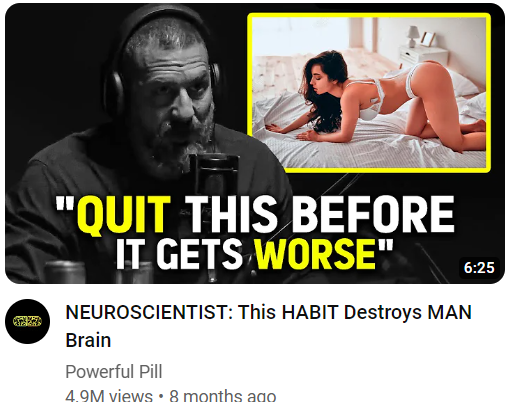 "QUIT THIS BEFORE
IT GETS WORSE"
6:25
NEUROSCIENTIST: This HABIT Destroys MAN
Brain
Powerful Pill
4.9M views • 8 months ago